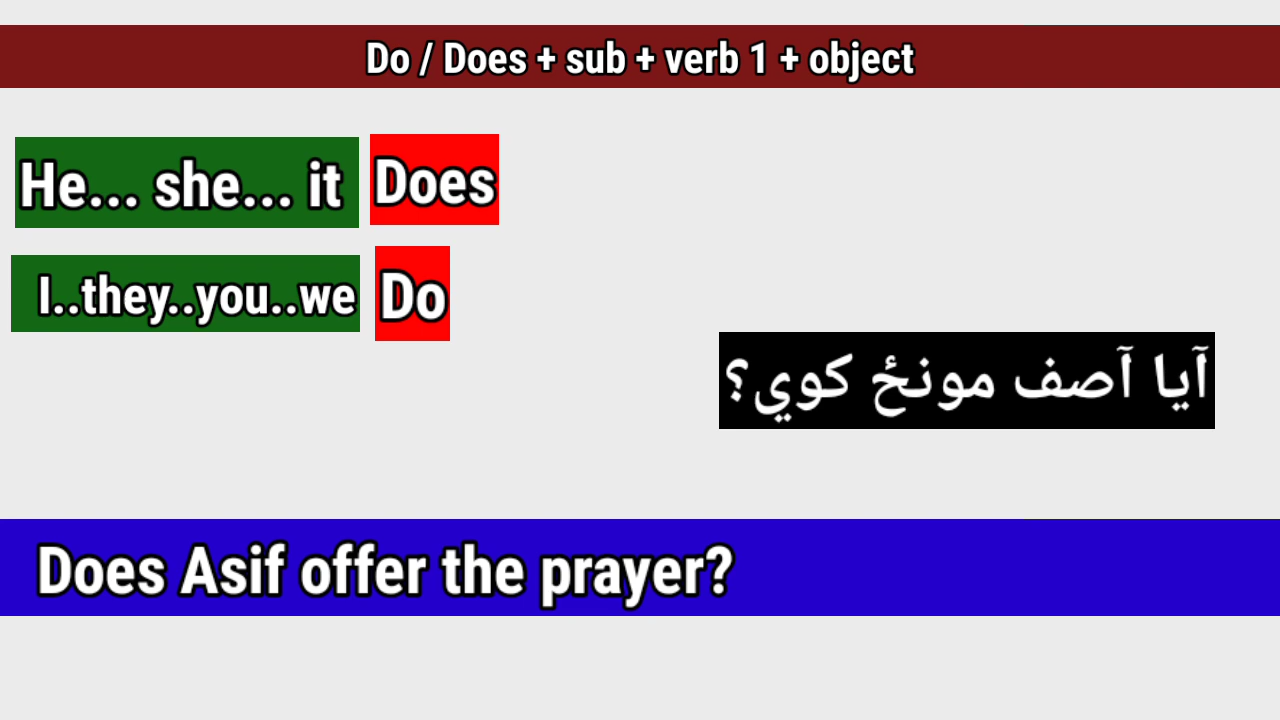 Do / Does + sub + verb 1 + object
He... she... it Does
I..they..you..we Do
آیا آصف مونځ کوي؟
Does Asif offer the prayer?